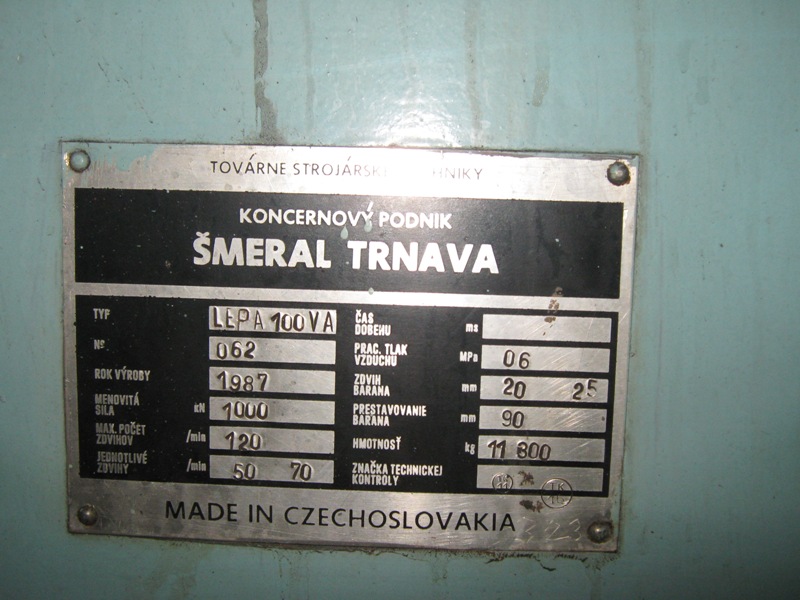 TOVÁRNE STROJÁRSK
HNIKY
KONCERNOVÝ PODNIK
ŠMERAL TRNAVA
TYP LEPA 100 VA
№ 062
ROK VÝROBY 1987
MENOVITÁ SILA kN 1000
MAX. POČET ZDVIHOV /min 120
JEDNOTLIVÉ ZDVIHY /min 50 70
ČAS DOBEHU ms
PRAC. TLAK VZDUCHU MPa 06
ZDVIH BARANA mm 20 25
PRESTAVOVANIE BARANA mm 90
HMOTNOSŤ kg 11 800
ZNAČKA TECHNICKEJ KONTROLY
MADE IN CZECHOSLOVAKIA